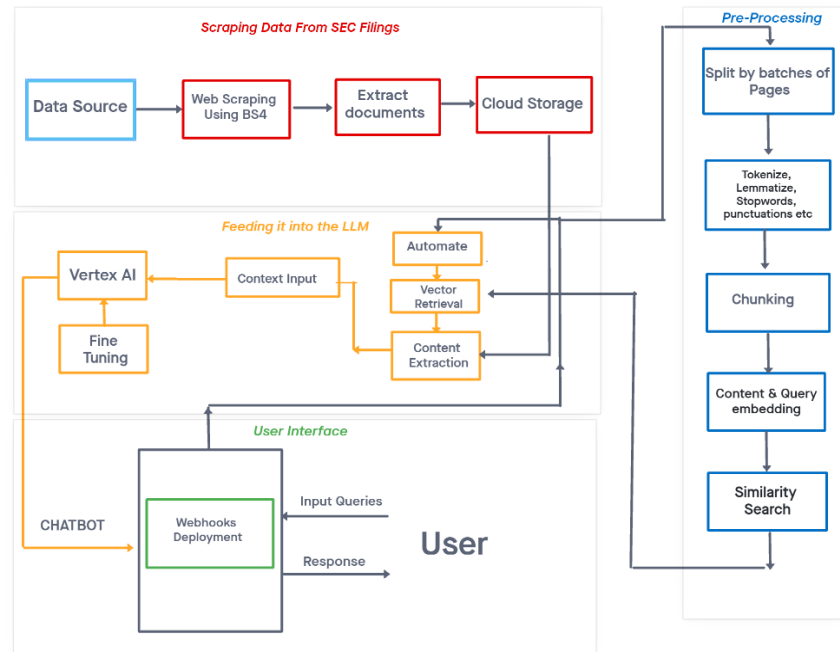 Scraping Data From SEC Filings
Data Source
Web Scraping
Using BS4
Extract
documents
Cloud Storage
Pre-Processing
Split by batches of
Pages
Tokenize,
Lemmatize,
Stopwords,
punctuations etc
Chunking
Content & Query
embedding
Similarity
Search
Feeding it into the LLM
Automate
Vector
Retrieval
Content
Extraction
Context Input
Vertex AI
Fine
Tuning
User Interface
CHATBOT
Webhooks
Deployment
Input Queries
Response
User